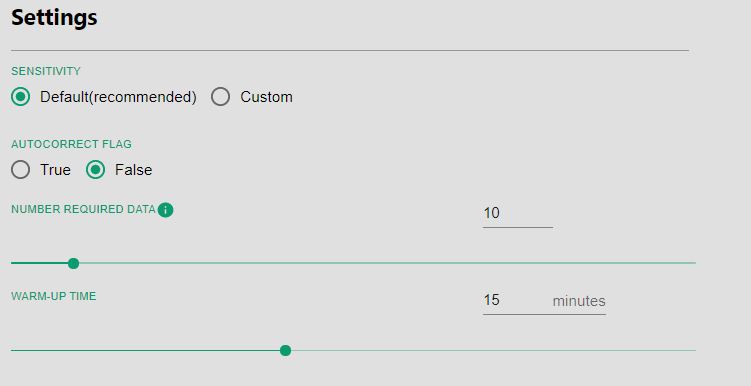 Settings
SENSITIVITY
Default(recommended) Custom
AUTOCORRECT FLAG
True False
NUMBER REQUIRED DATA 10
WARM-UP TIME 15 minutes